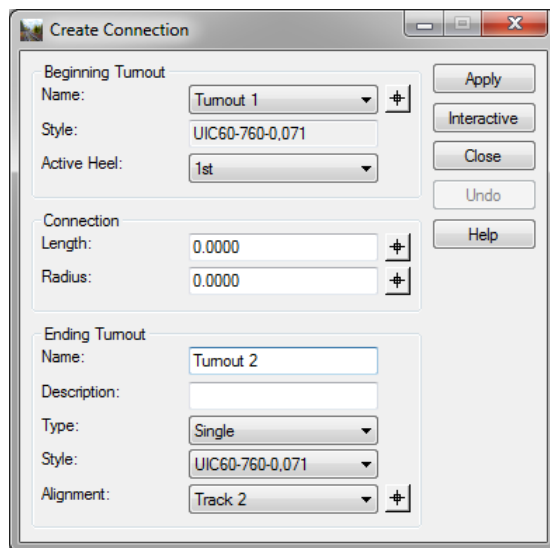 Create Connection
Beginning Turnout
Name:
Turnout 1
Style:
UIC60-760-0,071
Active Heel:
1st
Connection
Length:
0.0000
Radius:
0.0000
Ending Turnout
Name:
Turnout 2
Description:
Type:
Single
Style:
UIC60-760-0,071
Alignment:
Track 2
Apply
Interactive
Close
Undo
Help